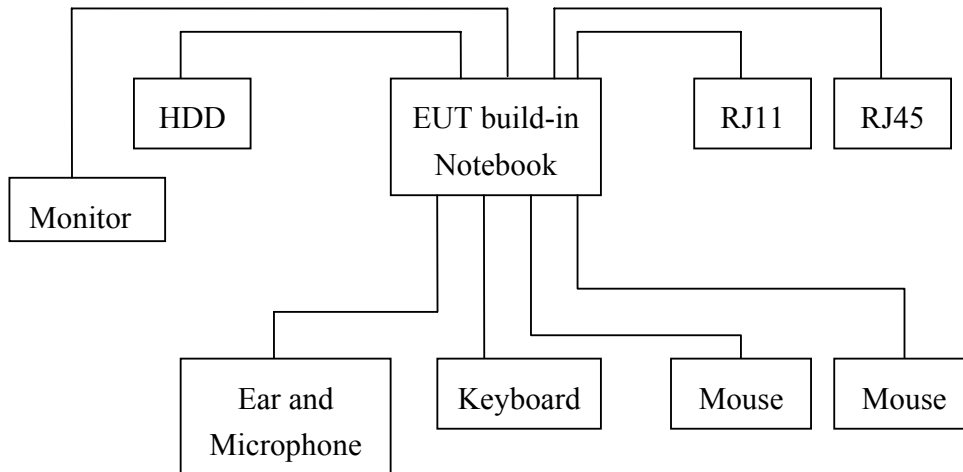 HDD
EUT build-in
Notebook
RJ11
RJ45
Monitor
Ear and
Microphone
Keyboard
Mouse
Mouse